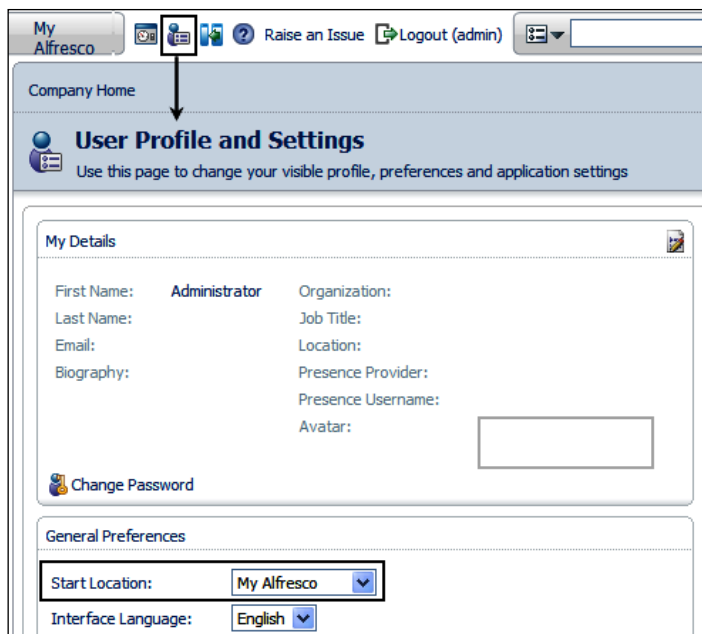 My Alfresco Raise an Issue Logout (admin)
Company Home
User Profile and Settings
Use this page to change your visible profile, preferences and application settings
My Details
First Name: Administrator Organization:
Last Name: Job Title:
Email: Location:
Biography: Presence Provider:
Presence Username:
Avatar:
Change Password
General Preferences
Start Location: My Alfresco
Interface Language: English